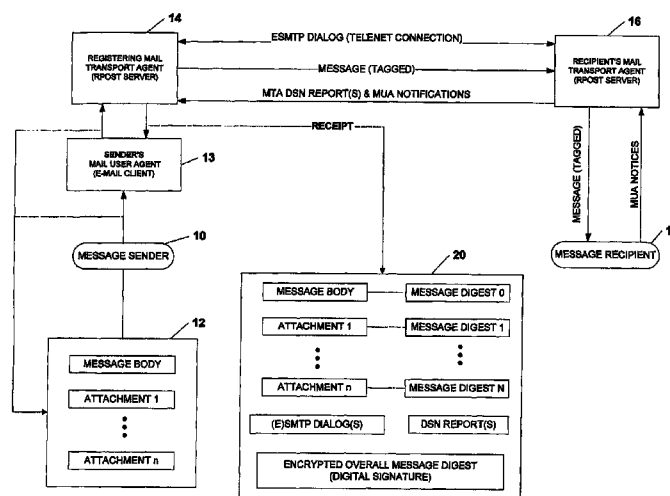 14
REGISTERING MAIL
TRANSPORT AGENT
(RPOST SERVER)
ESMTP DIALOG (TELENET CONNECTION)
MESSAGE (TAGGED)
MTA DSN REPORT(S) & MUA NOTIFICATIONS
16
RECIPIENT'S MAIL
TRANSPORT AGENT
(RPOST SERVER)
RECEIPT
SENDER'S
MAIL USER AGENT
(E-MAIL CLIENT)
13
MESSAGE (TAGGED)
MUA NOTICES
10
MESSAGE SENDER
1
MESSAGE RECIPIENT
12
MESSAGE BODY
ATTACHMENT 1
ATTACHMENT n
20
MESSAGE BODY
MESSAGE DIGEST 0
ATTACHMENT 1
MESSAGE DIGEST 1
ATTACHMENT n
MESSAGE DIGEST N
(E)SMTP DIALOG(S)
DSN REPORT(S)
ENCRYPTED OVERALL MESSAGE DIGEST
(DIGITAL SIGNATURE)